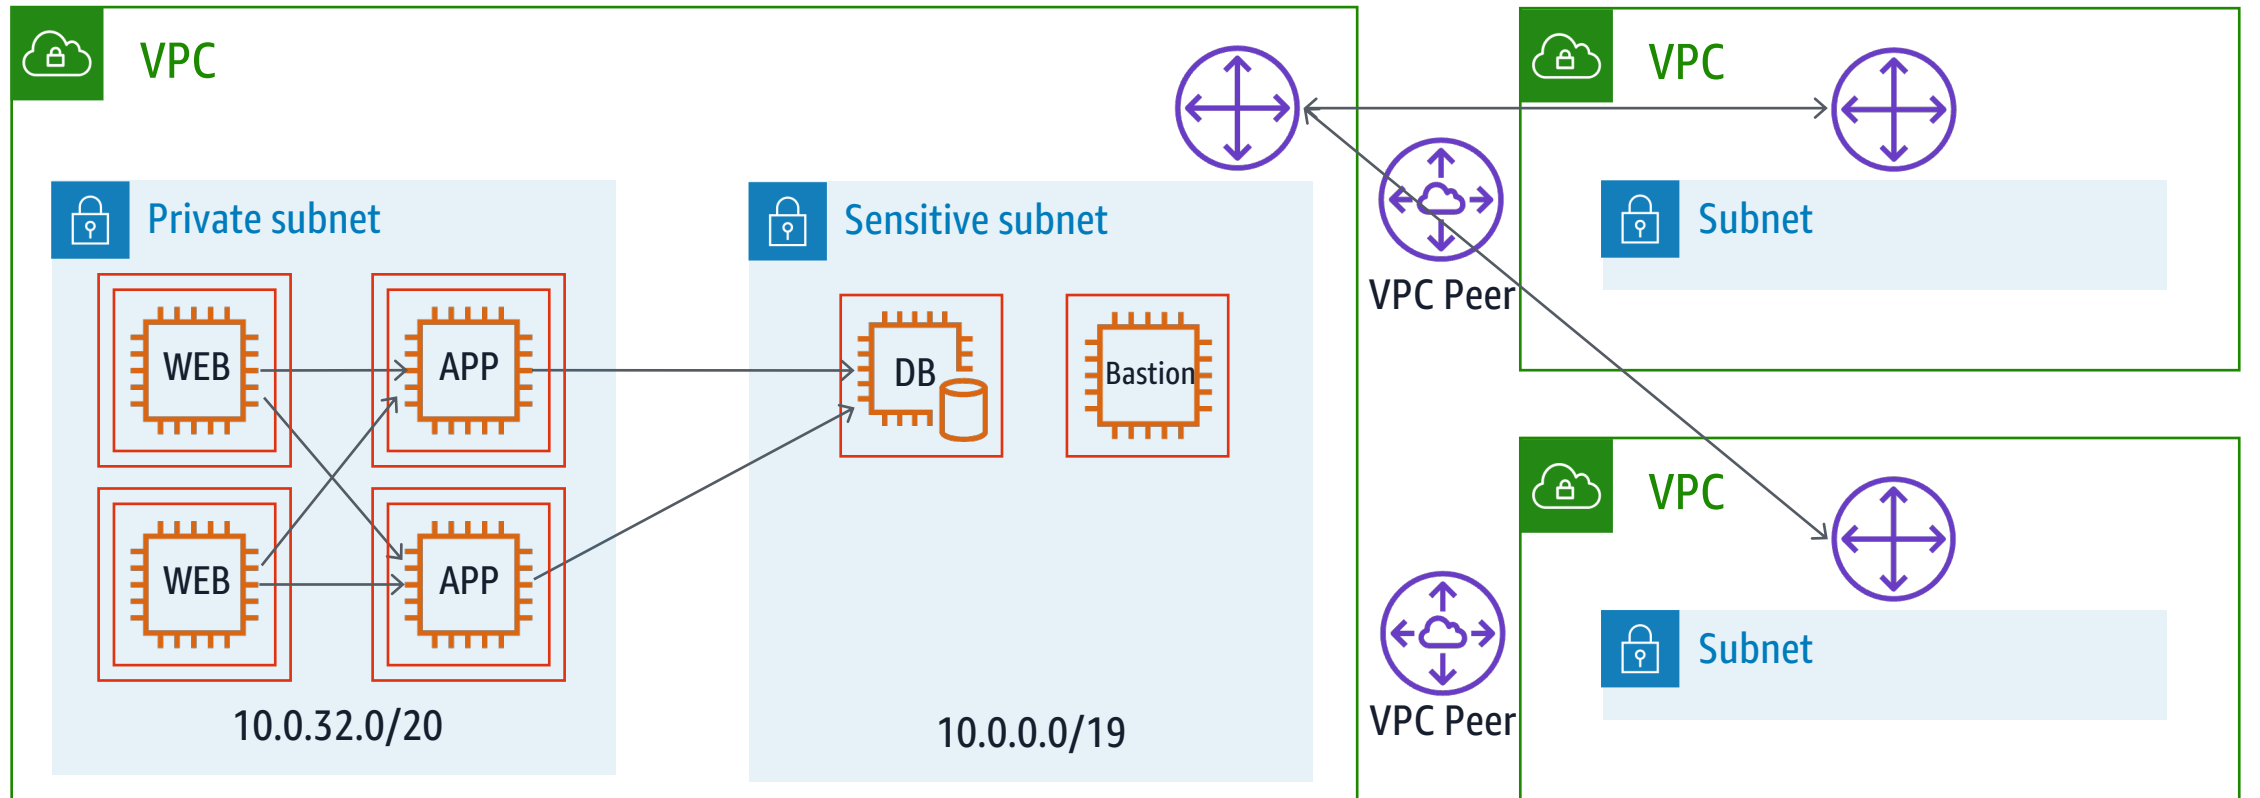 VPC
VPC
Private subnet
Sensitive subnet
Subnet
VPC Peer
WEB
APP
DB
Bastion
VPC
WEB
APP
Subnet
10.0.32.0/20
10.0.0.0/19
VPC Peer